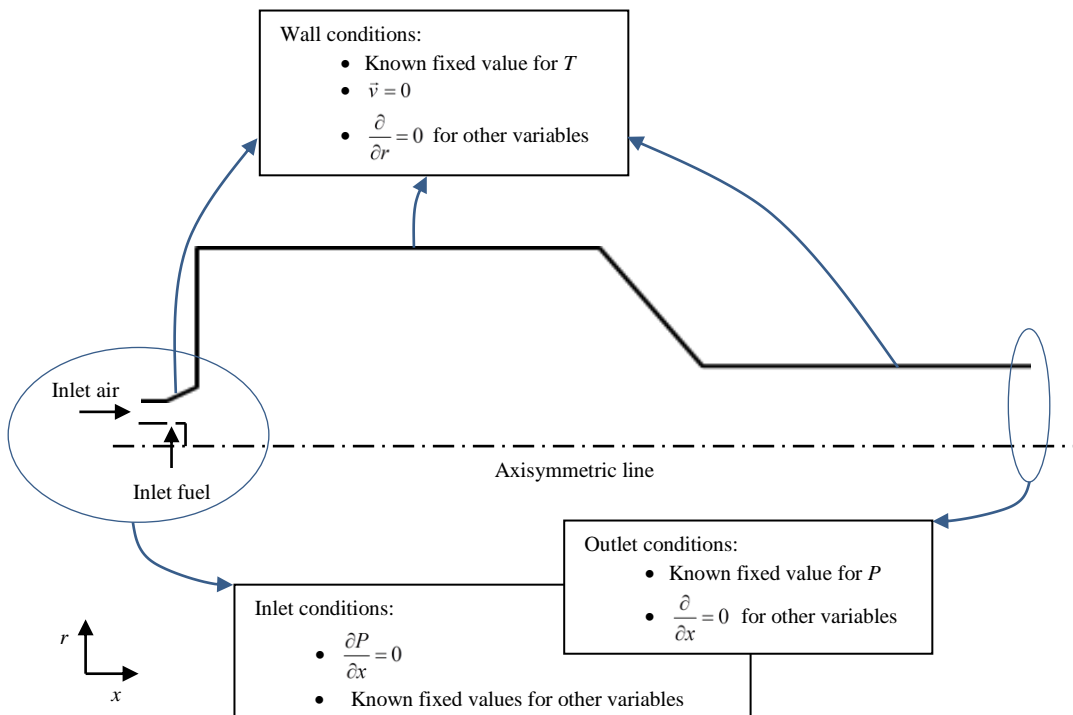 Wall conditions:
• Known fixed value for T
• v⃗ = 0
• ∂/∂r = 0 for other variables
Inlet air
Inlet fuel
Axisymmetric line
Outlet conditions:
• Known fixed value for P
• ∂/∂x = 0 for other variables
Inlet conditions:
• ∂P/∂x = 0
• Known fixed values for other variables
r
x